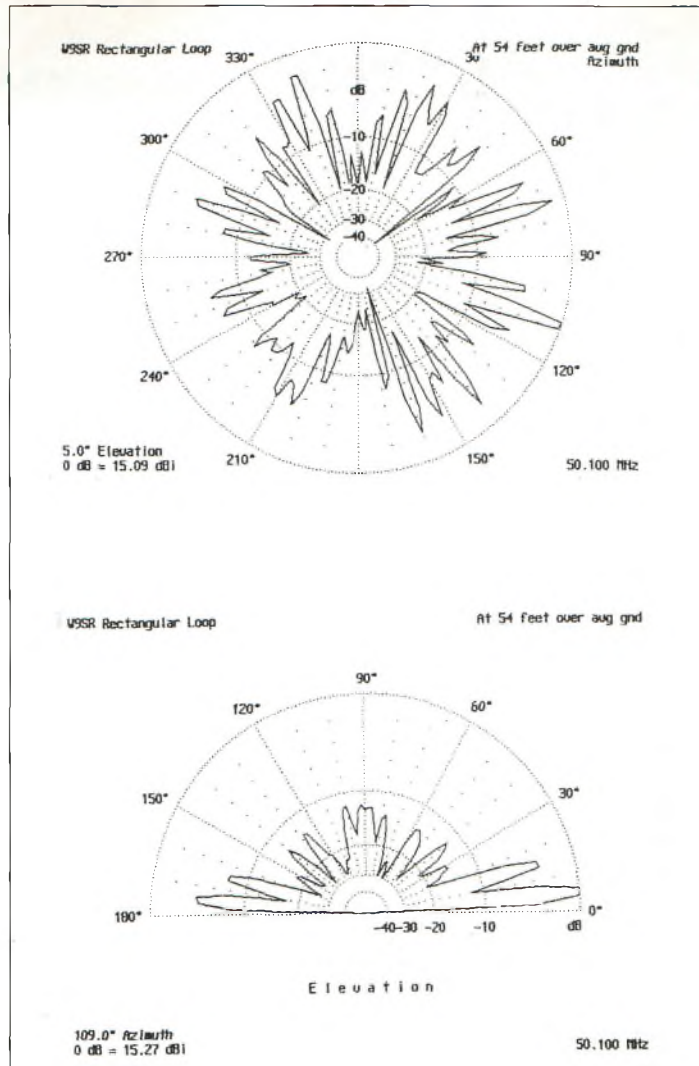 W9SR Rectangular Loop
At 54 feet over avg gnd
Azimuth
330°
30
dB
300°
60°
-10
-20
-30
-40
270°
90°
240°
120°
210°
150°
5.0° Elevation
0 dB = 15.09 dBi
50.100 MHz
W9SR Rectangular Loop
At 54 feet over avg gnd
90°
120°
60°
150°
30°
180°
0°
-40
-30
-20
-10
dB
Elevation
109.0° Azimuth
0 dB = 15.27 dBi
50.100 MHz